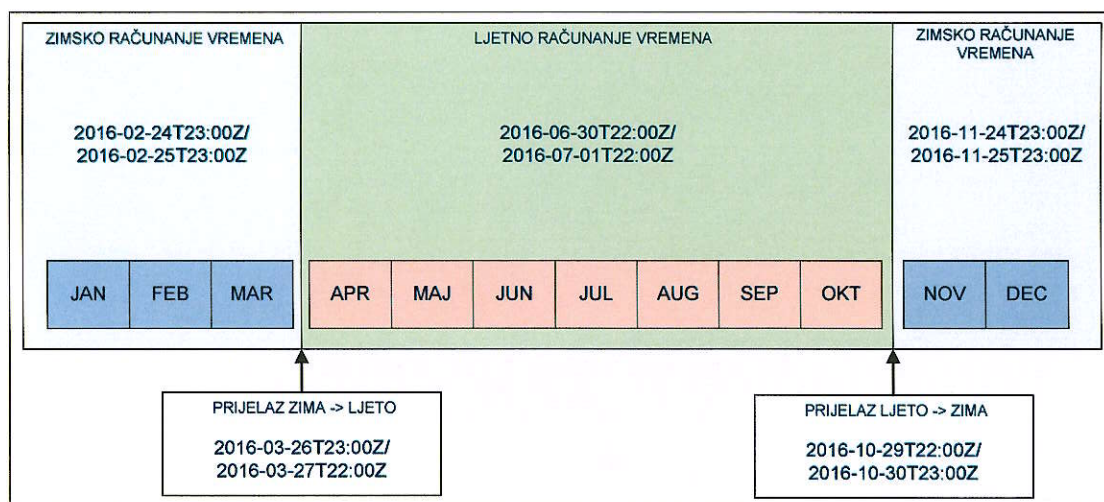 ZIMSKO RAČUNANJE VREMENA
LJETNO RAČUNANJE VREMENA
ZIMSKO RAČUNANJE
VREMENA
2016-02-24T23:00Z/
2016-02-25T23:00Z
2016-06-30T22:00Z/
2016-07-01T22:00Z
2016-11-24T23:00Z/
2016-11-25T23:00Z
JAN FEB MAR APR MAJ JUN JUL AUG SEP OKT NOV DEC
PRIJELAZ ZIMA -> LJETO
2016-03-26T23:00Z/
2016-03-27T22:00Z
PRIJELAZ LJETO -> ZIMA
2016-10-29T22:00Z/
2016-10-30T23:00Z